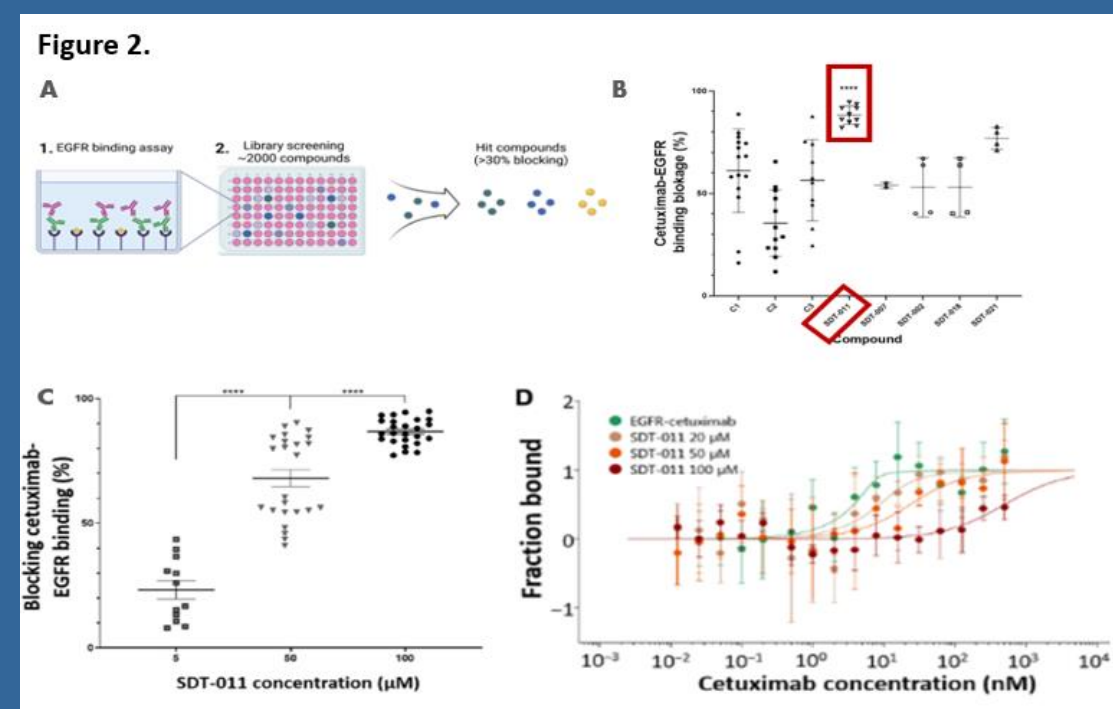 Figure 2.
A
1. EGFR binding assay
2. Library screening
~2000 compounds
Hit compounds
(>30% blocking)
B
Cetuximab-EGFR
binding blokage (%)
100
50
0
****
C1
C2
C3
SDT-011
SDT-007
SDT-002
SDT-018
SDT-021
Compound
C
Blocking cetuximab-
EGFR binding (%)
100
50
0
****
****
5
50
100
SDT-011 concentration (µM)
D
Fraction bound
2
1
0
−1
EGFR-cetuximab
SDT-011 20 µM
SDT-011 50 µM
SDT-011 100 µM
10⁻³
10⁻²
10⁻¹
10⁰
10¹
10²
10³
10⁴
Cetuximab concentration (nM)